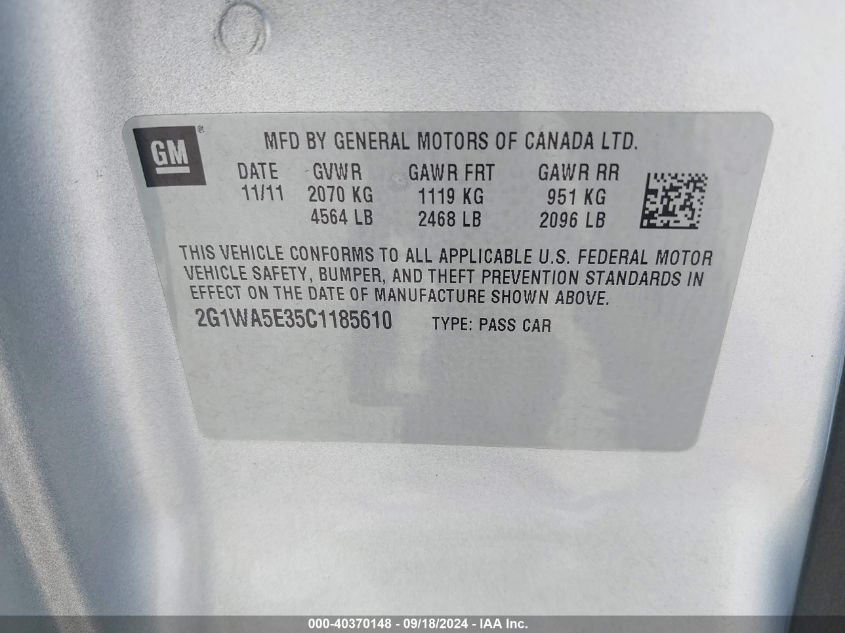 GM ®
MFD BY GENERAL MOTORS OF CANADA LTD.
DATE GVWR GAWR FRT GAWR RR
11/11 2070 KG 1119 KG 951 KG
4564 LB 2468 LB 2096 LB
THIS VEHICLE CONFORMS TO ALL APPLICABLE U.S. FEDERAL MOTOR
VEHICLE SAFETY, BUMPER, AND THEFT PREVENTION STANDARDS IN
EFFECT ON THE DATE OF MANUFACTURE SHOWN ABOVE.
2G1WA5E35C1185610 TYPE: PASS CAR
000-40370148 - 09/18/2024 - IAA Inc.